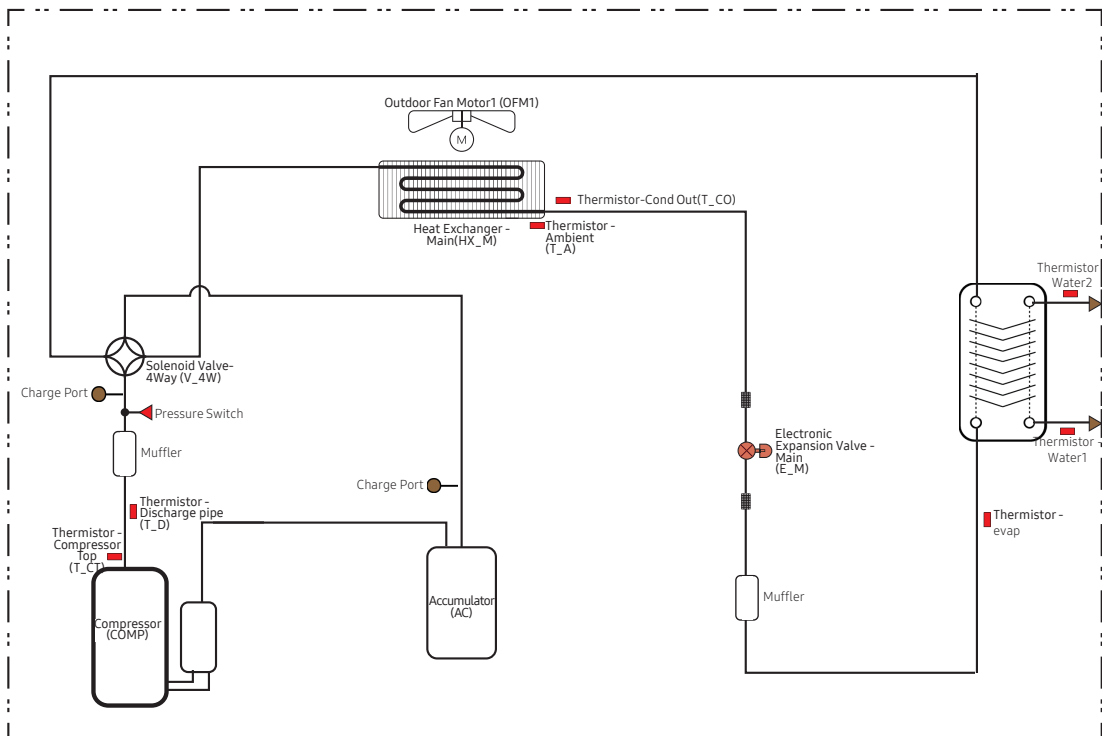 Outdoor Fan Motor1 (OFM1)
M
Thermistor-Cond Out(T_CO)
Heat Exchanger -
Main(HX_M)
Thermistor -
Ambient
(T_A)
Thermistor
Water2
Solenoid Valve-
4Way (V_4W)
Charge Port
Pressure Switch
Muffler
Electronic
Expansion Valve -
Main
(E_M)
Thermistor -
Water1
Charge Port
Thermistor -
Discharge pipe
(T_D)
Thermistor -
evap
Thermistor -
Compressor
Top
(T_CT)
Muffler
Accumulator
(AC)
Compressor
(COMP)